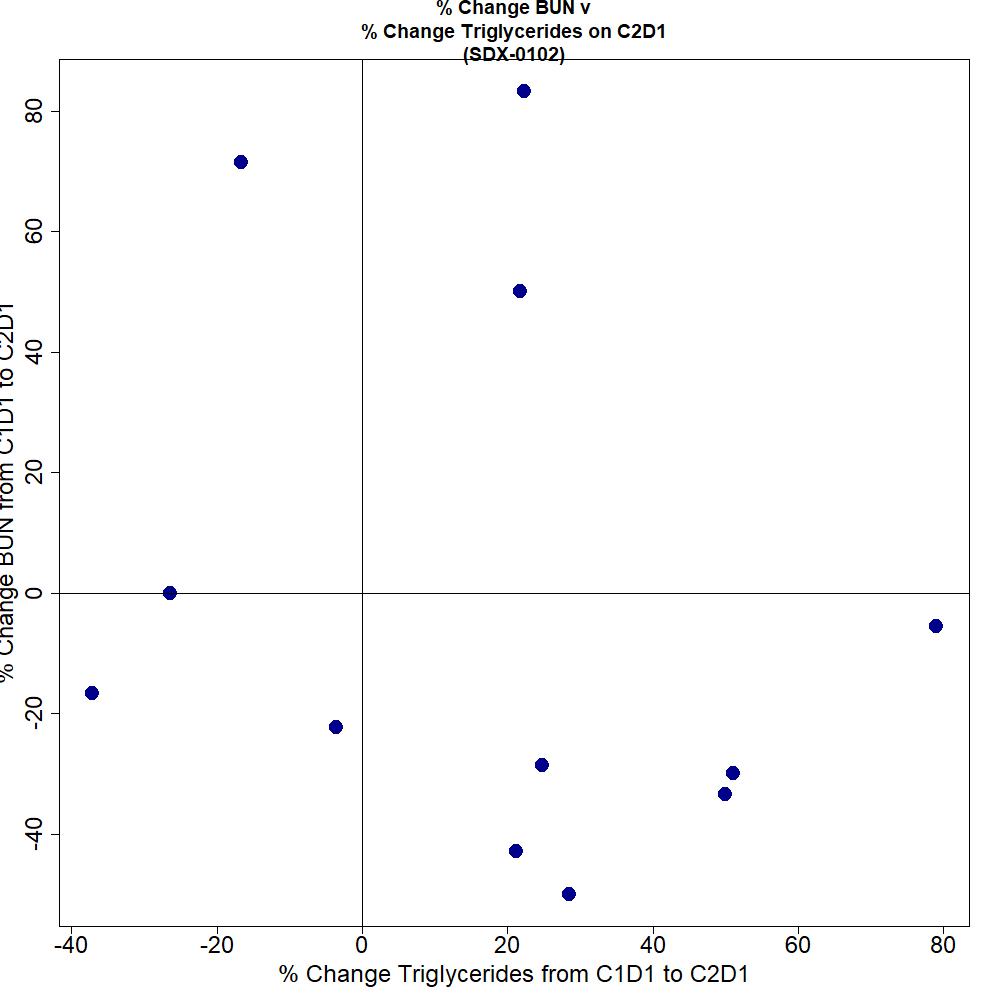 % Change BUN v
% Change Triglycerides on C2D1
(SDX-0102)
% Change BUN from C1D1 to C2D1
80
60
40
20
0
-20
-40
-40
-20
0
20
40
60
80
% Change Triglycerides from C1D1 to C2D1